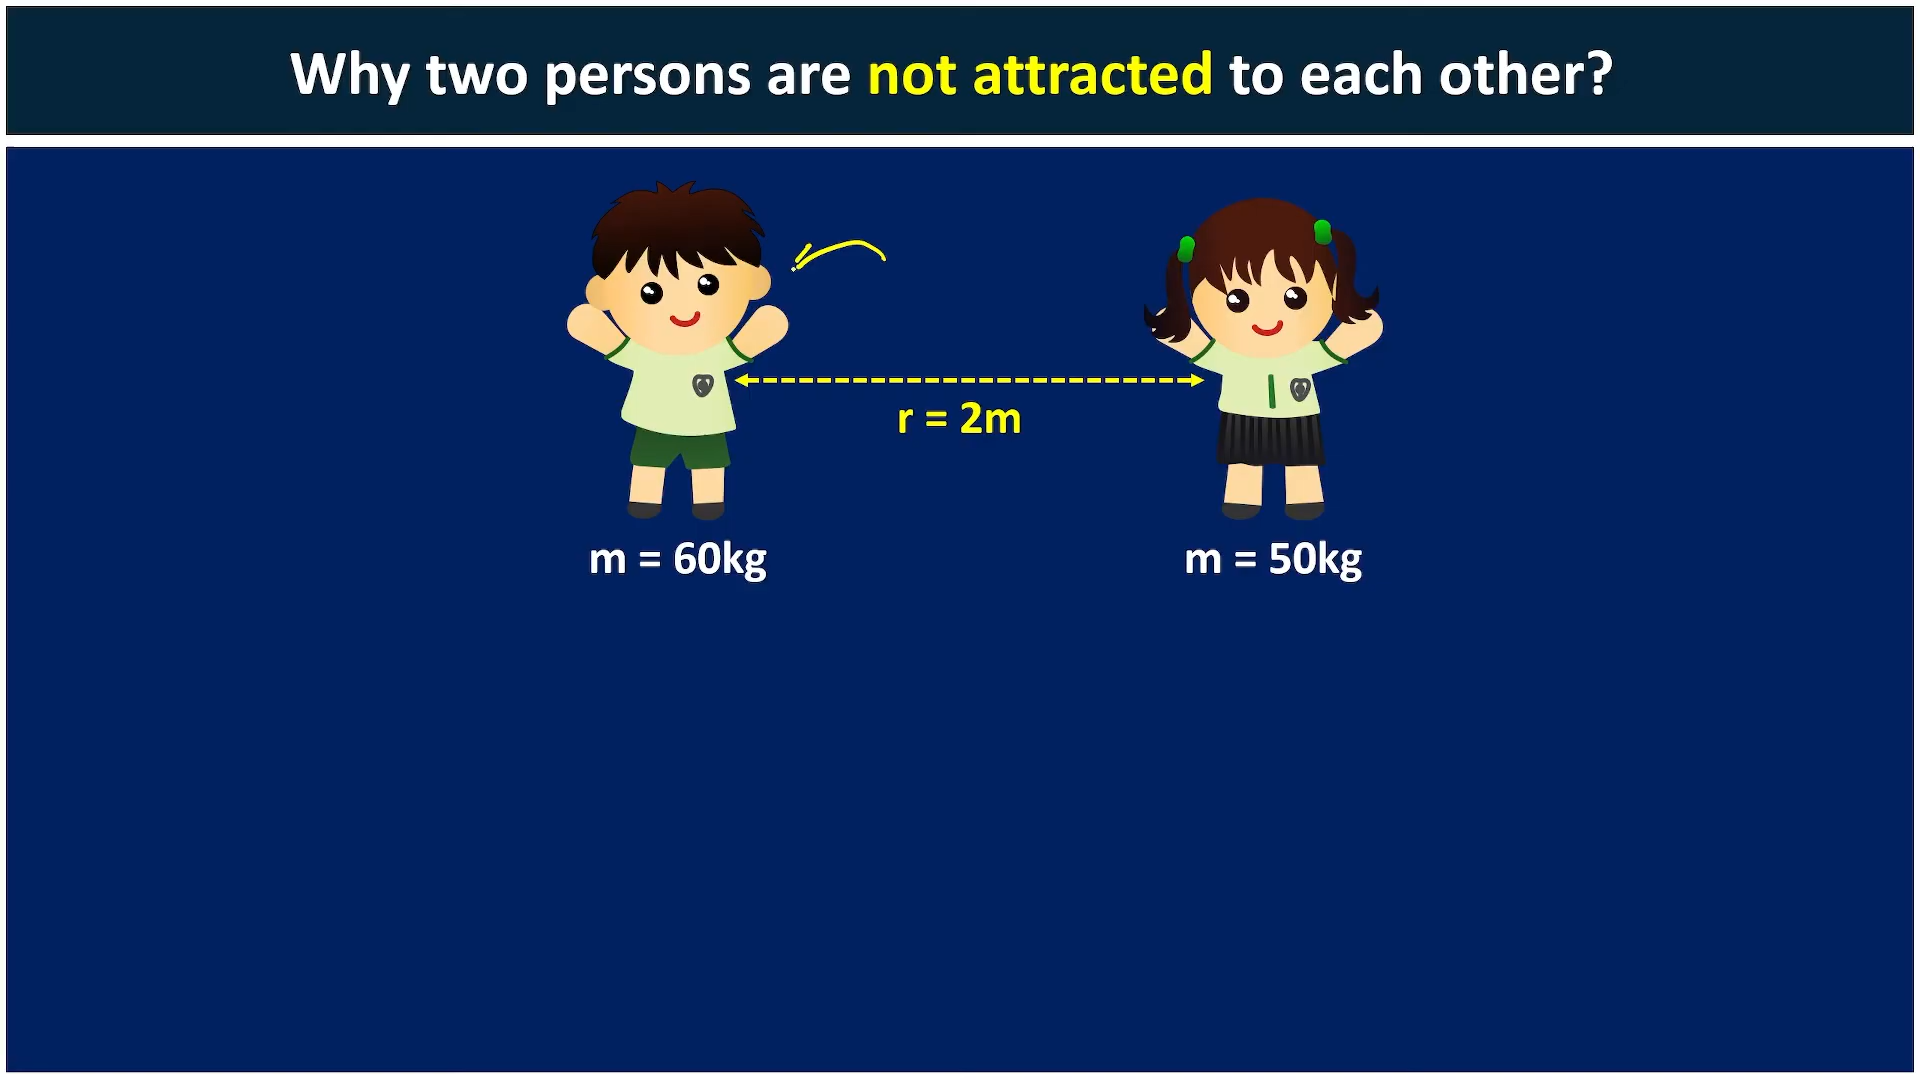 Why two persons are not attracted to each other?
r = 2m
m = 60kg
m = 50kg